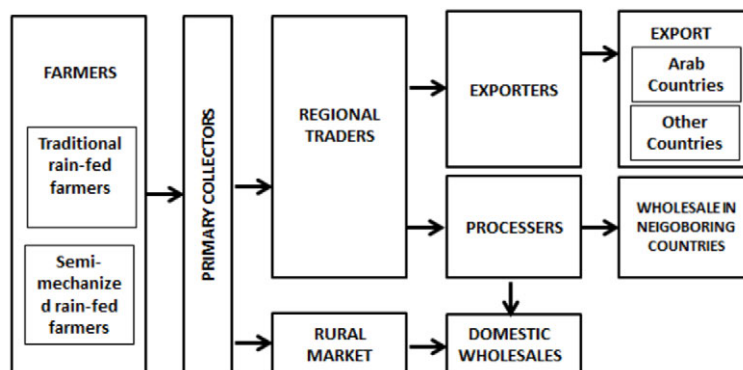 FARMERS
Traditional
rain-fed
farmers
Semi-
mechanize
d rain-fed
farmers
PRIMARY COLLECTORS
REGIONAL
TRADERS
RURAL
MARKET
EXPORTERS
PROCESSERS
DOMESTIC
WHOLESALES
EXPORT
Arab
Countries
Other
Countries
WHOLESALE IN
NEIGOBORING
COUNTRIES